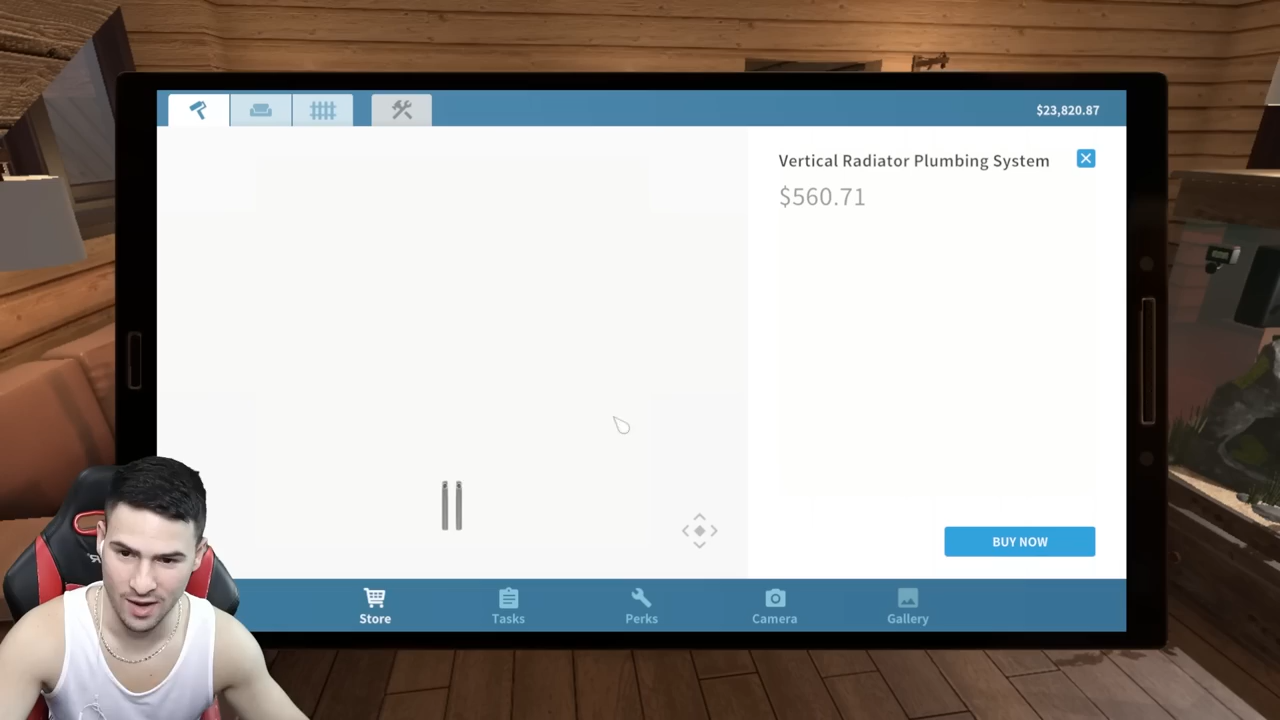 $23,820.87
Vertical Radiator Plumbing System
$560.71
BUY NOW
Store
Tasks
Perks
Camera
Gallery